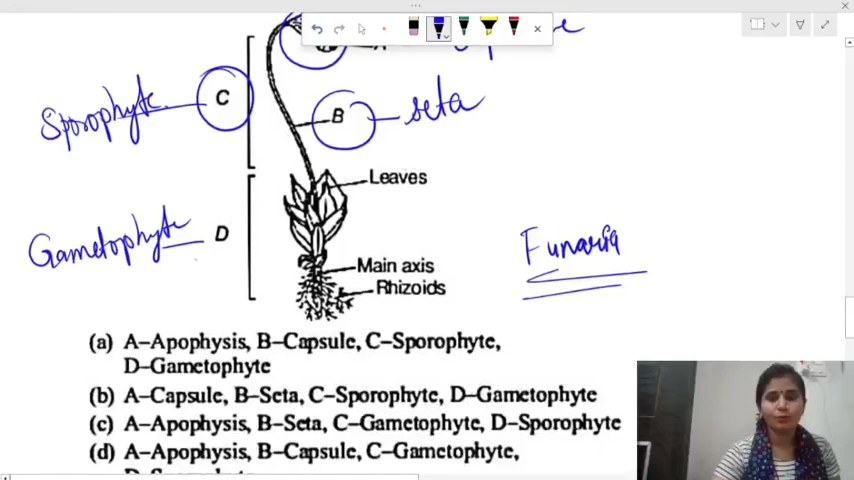 C
Sporophyte
B
seta
Leaves
Gametophyte
D
Funaria
Main axis
Rhizoids
(a) A–Apophysis, B–Capsule, C–Sporophyte,
D–Gametophyte
(b) A–Capsule, B–Seta, C–Sporophyte, D–Gametophyte
(c) A–Apophysis, B–Seta, C–Gametophyte, D–Sporophyte
(d) A–Apophysis, B–Capsule, C–Gametophyte,